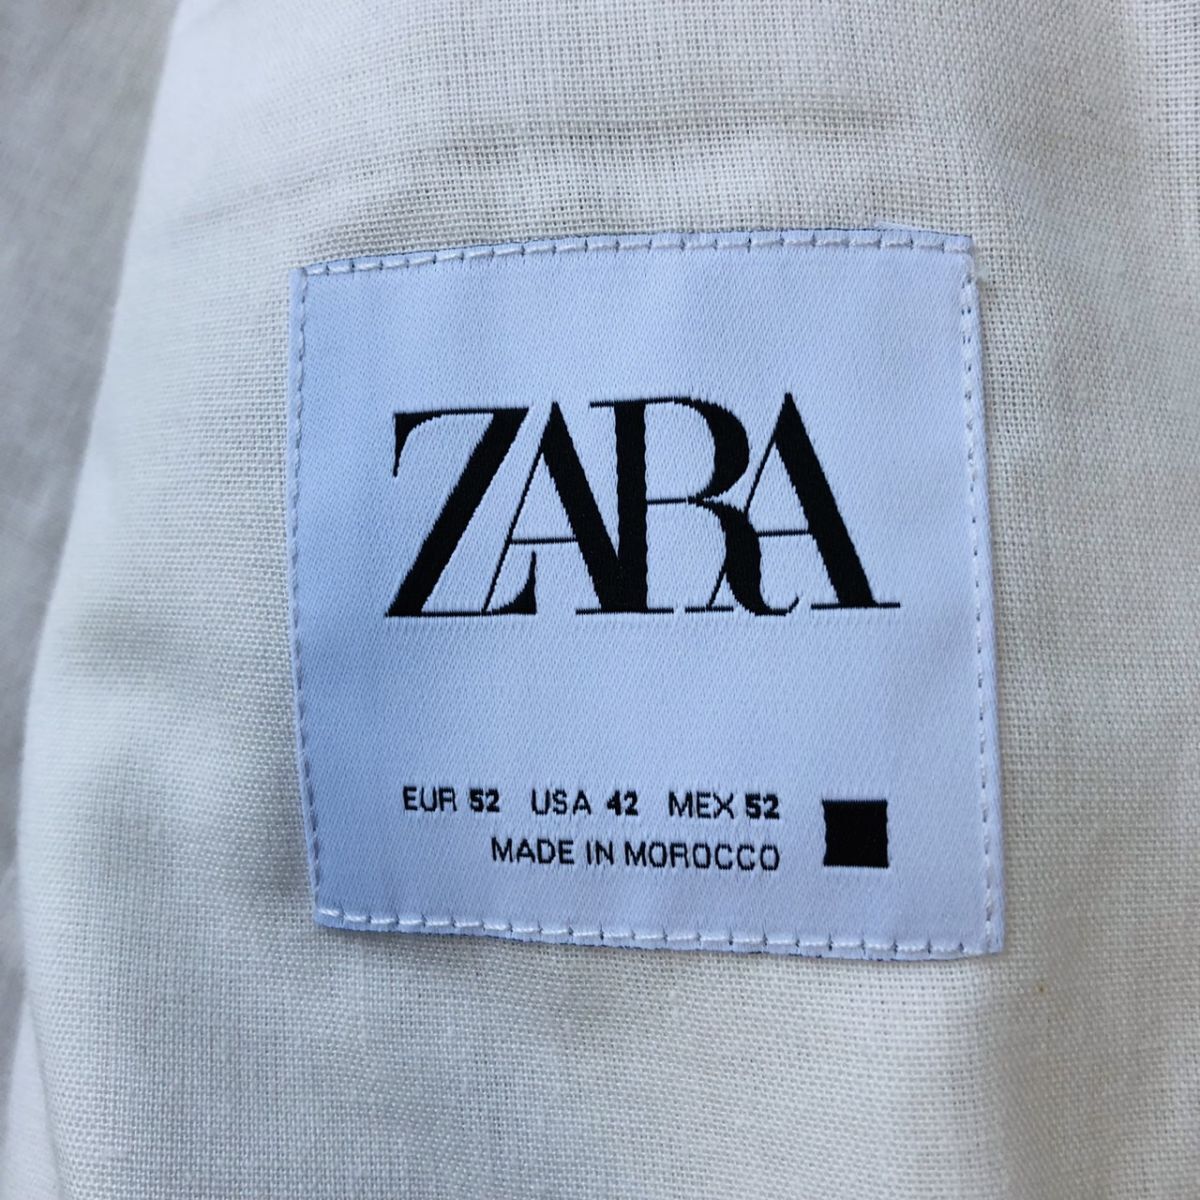 ZARA
EUR 52 USA 42 MEX 52
MADE IN MOROCCO